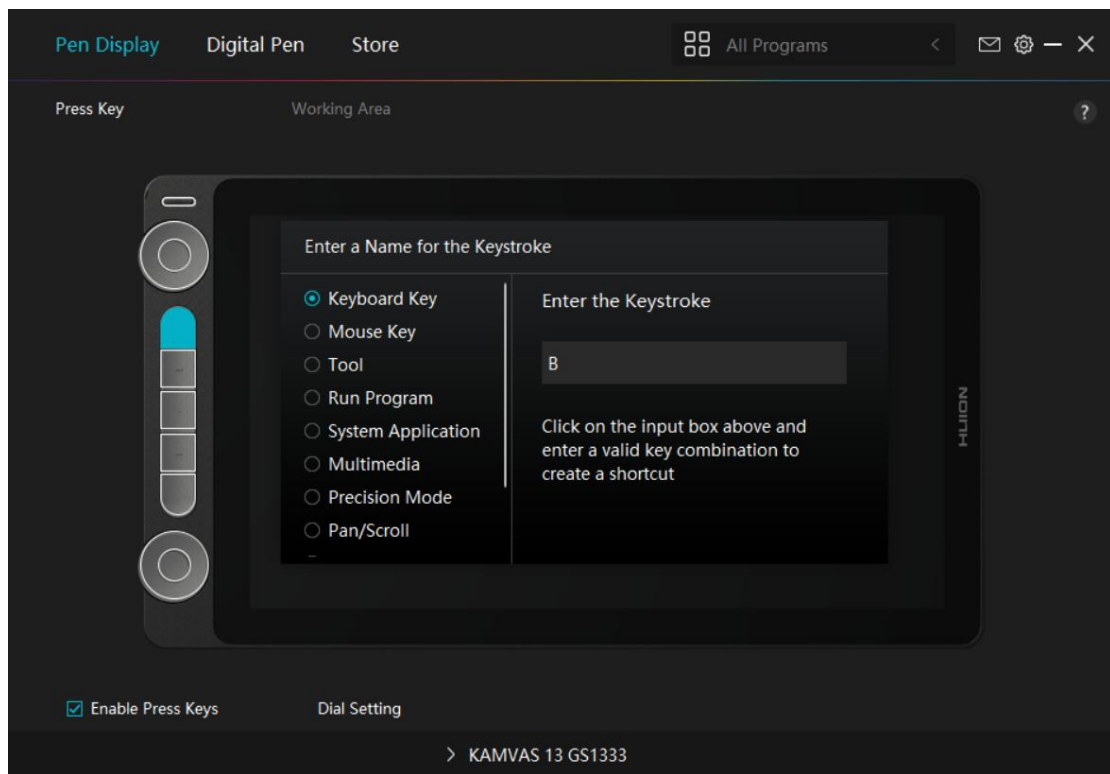 Pen Display Digital Pen Store All Programs
Press Key Working Area ?
Enter a Name for the Keystroke
Keyboard Key
Mouse Key
Tool
Run Program
System Application
Multimedia
Precision Mode
Pan/Scroll
Enter the Keystroke
B
Click on the input box above and
enter a valid key combination to
create a shortcut
HUION
Enable Press Keys Dial Setting
KAMVAS 13 GS1333